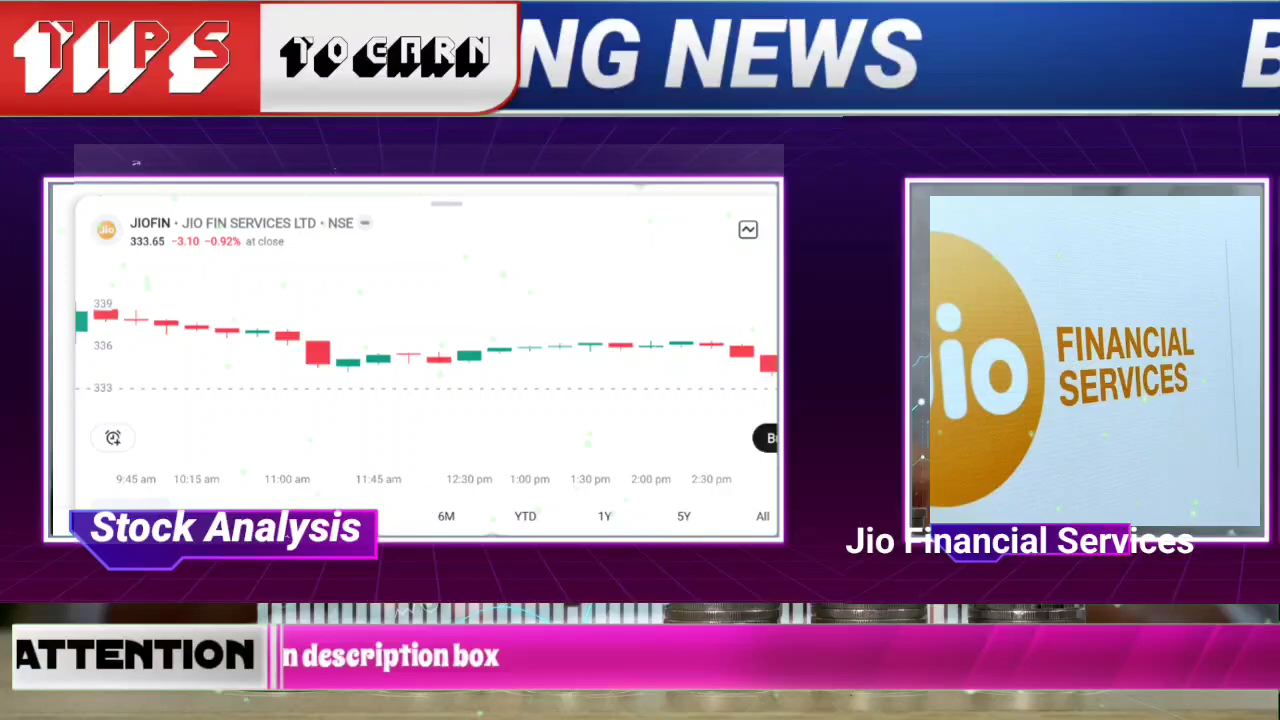 TIPS
TO EARN
NG NEWS
B
JIOFIN • JIO FIN SERVICES LTD • NSE
333.65 −3.10 −0.92% at close
339
336
333
9:45 am 10:15 am 11:00 am 11:45 am 12:30 pm 1:00 pm 1:30 pm 2:00 pm 2:30 pm
6M YTD 1Y 5Y All
Stock Analysis
Jio
FINANCIAL
SERVICES
Jio Financial Services
ATTENTION
n description box